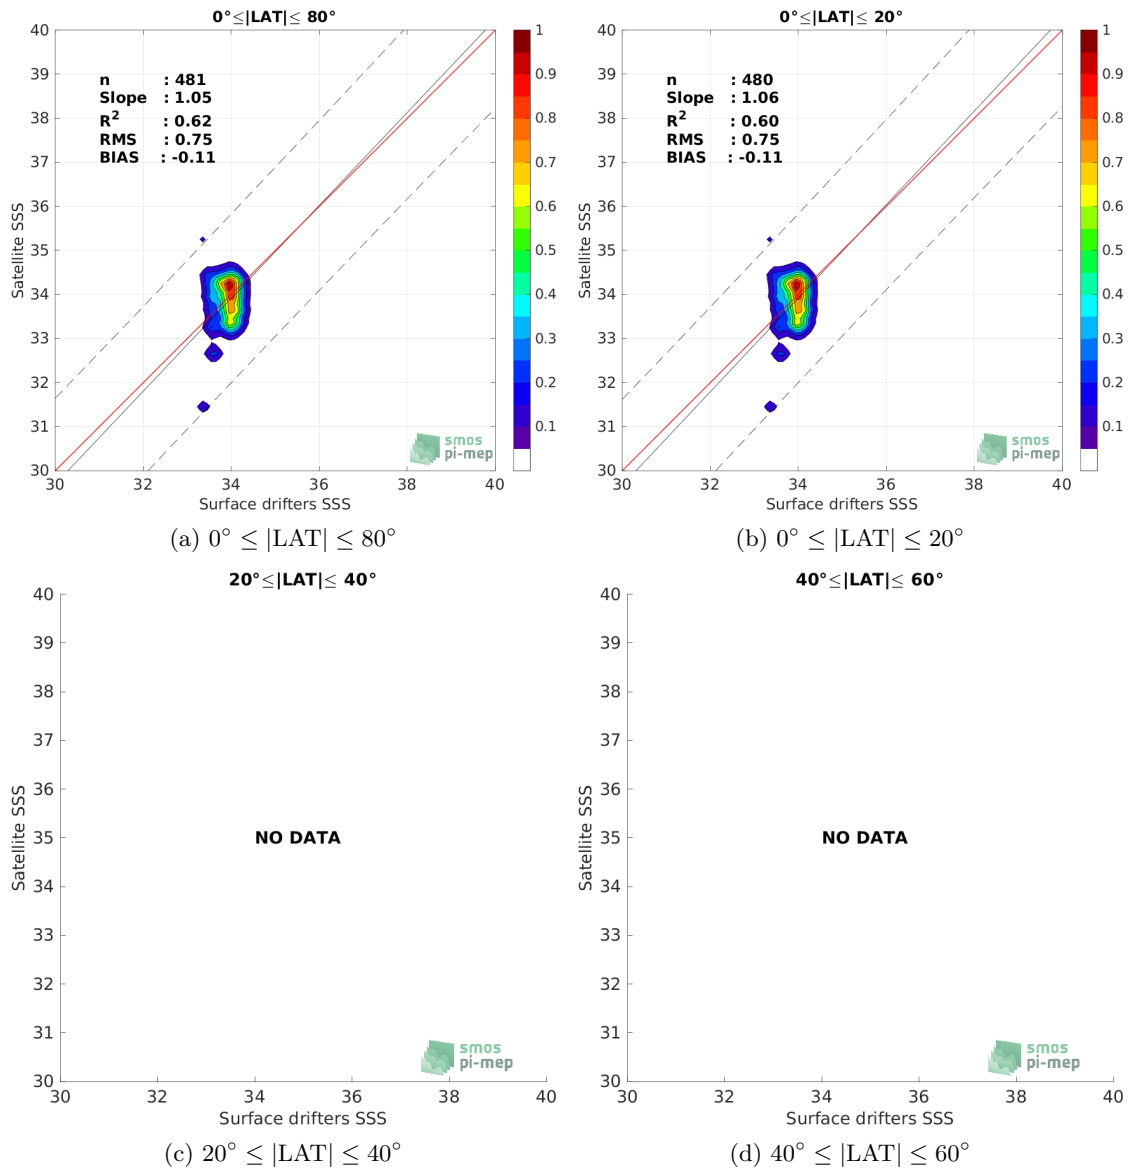 0°≤|LAT|≤ 80°
40
39
38
37
36
35
34
33
32
31
30
Satellite SSS
n : 481
Slope : 1.05
R² : 0.62
RMS : 0.75
BIAS : -0.11
1
0.9
0.8
0.7
0.6
0.5
0.4
0.3
0.2
0.1
smos
pi-mep
30 32 34 36 38 40
Surface drifters SSS
(a) 0° ≤ |LAT| ≤ 80°
0°≤|LAT|≤ 20°
40
39
38
37
36
35
34
33
32
31
30
Satellite SSS
n : 480
Slope : 1.06
R² : 0.60
RMS : 0.75
BIAS : -0.11
1
0.9
0.8
0.7
0.6
0.5
0.4
0.3
0.2
0.1
smos
pi-mep
30 32 34 36 38 40
Surface drifters SSS
(b) 0° ≤ |LAT| ≤ 20°
20°≤|LAT|≤ 40°
40
39
38
37
36
35
34
33
32
31
30
Satellite SSS
NO DATA
smos
pi-mep
30 32 34 36 38 40
Surface drifters SSS
(c) 20° ≤ |LAT| ≤ 40°
40°≤|LAT|≤ 60°
40
39
38
37
36
35
34
33
32
31
30
Satellite SSS
NO DATA
smos
pi-mep
30 32 34 36 38 40
Surface drifters SSS
(d) 40° ≤ |LAT| ≤ 60°